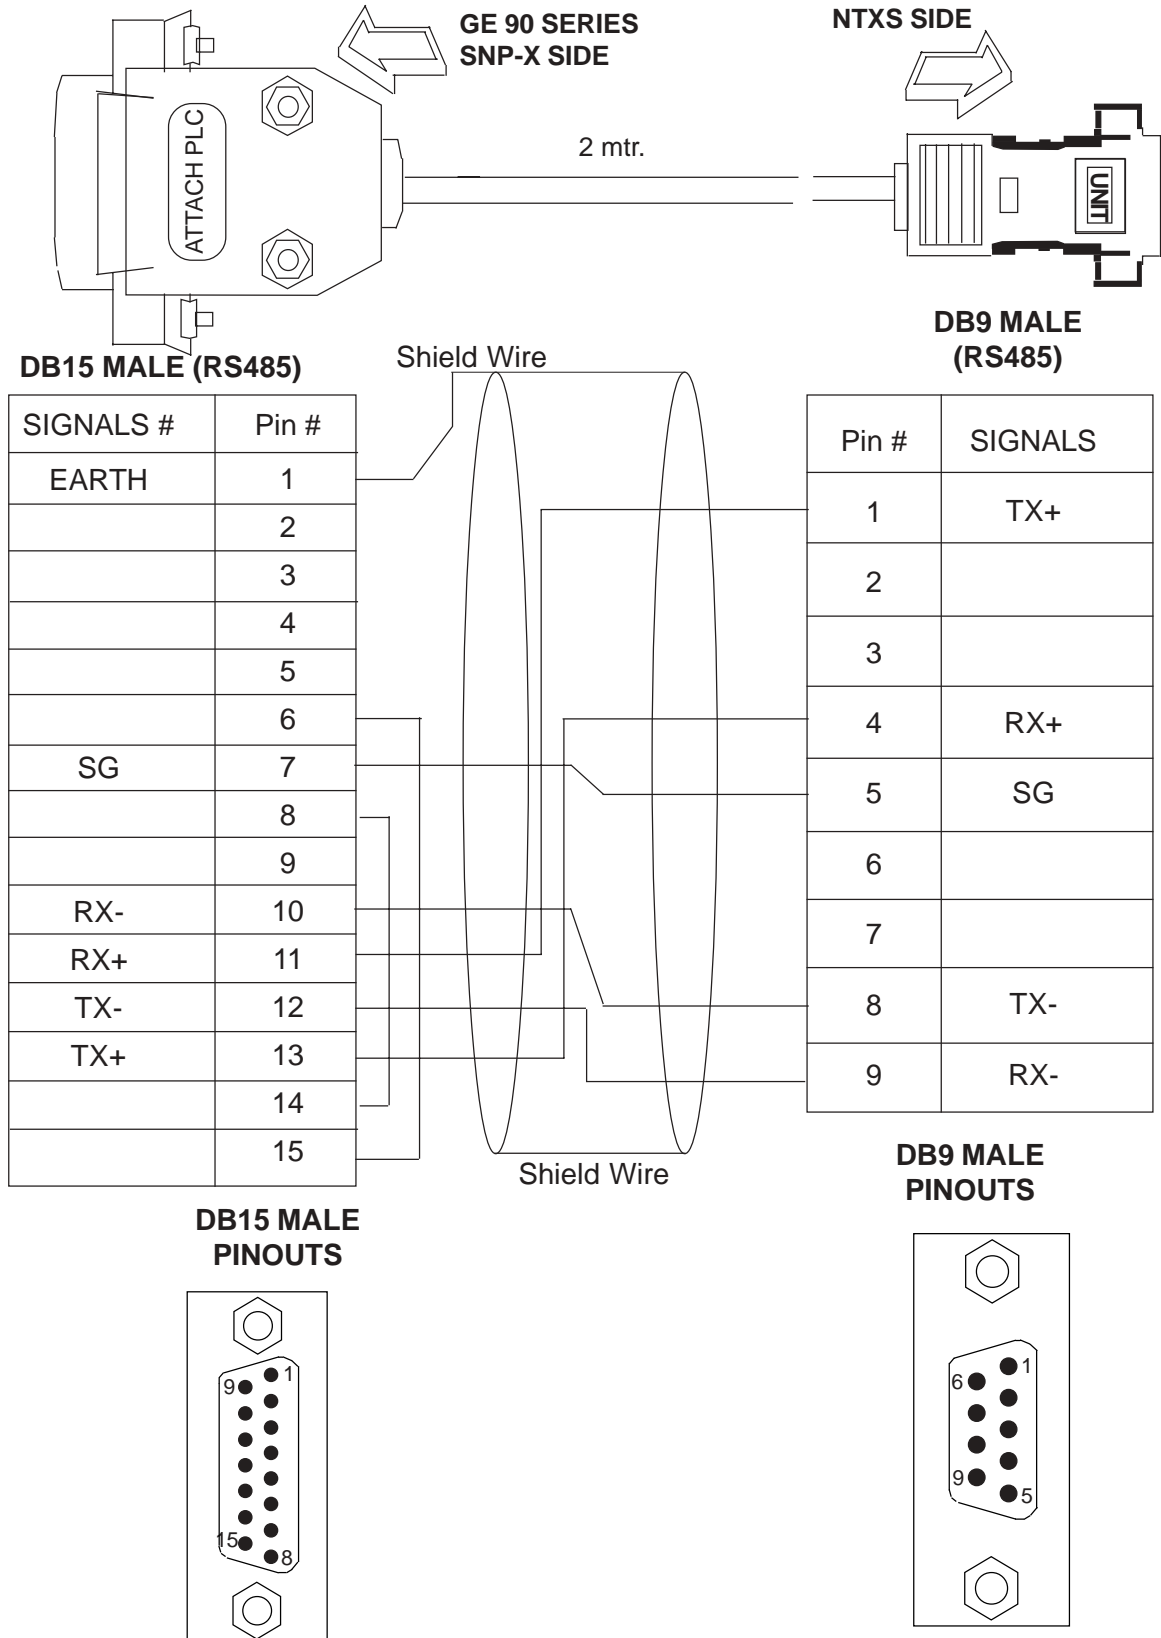 GE 90 SERIES
SNP-X SIDE
NTXS SIDE
ATTACH PLC
2 mtr.
UNIT
DB15 MALE (RS485)
Shield Wire
DB9 MALE
(RS485)
SIGNALS # Pin #
EARTH 1
2
3
4
5
6
SG 7
8
9
RX- 10
RX+ 11
TX- 12
TX+ 13
14
15
Pin # SIGNALS
1 TX+
2
3
4 RX+
5 SG
6
7
8 TX-
9 RX-
Shield Wire
DB15 MALE
PINOUTS
DB9 MALE
PINOUTS
1
9
15
8
1
6
9
5